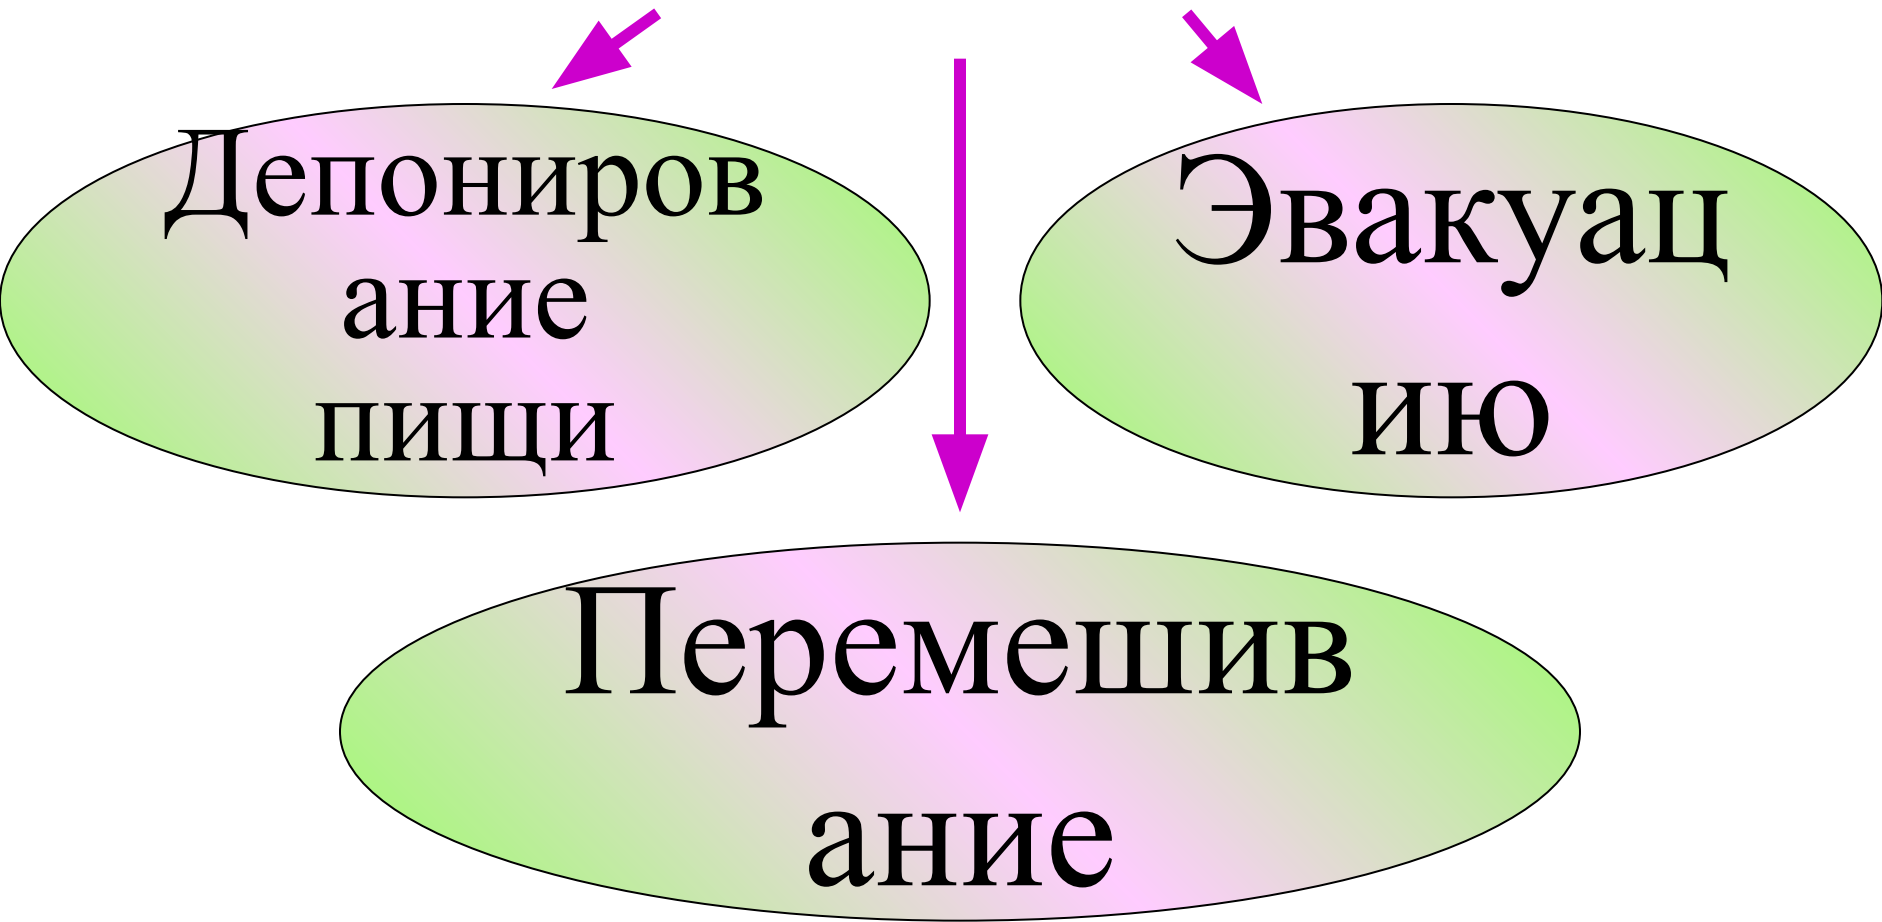 Депониров
ание
пищи
Эвакуац
ию
Перемешив
ание